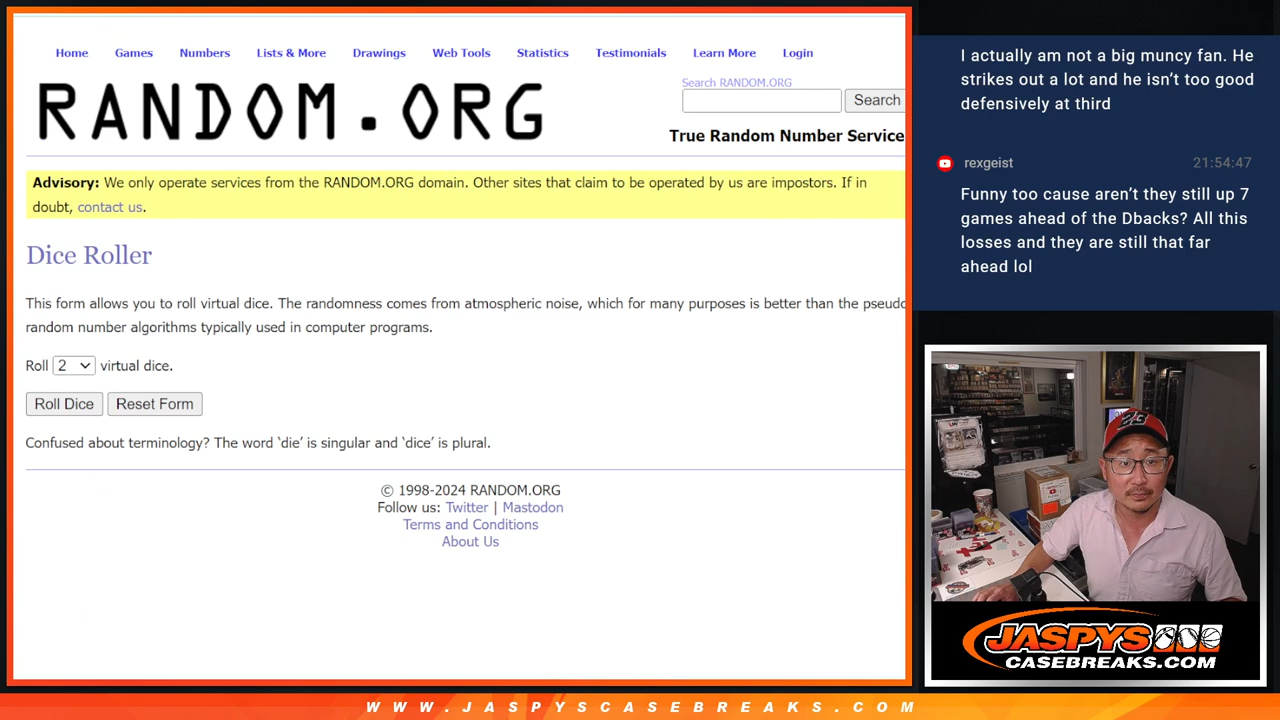 Home Games Numbers Lists & More Drawings Web Tools Statistics Testimonials Learn More Login
RANDOM.ORG
Search RANDOM.ORG
Search
True Random Number Service
Advisory: We only operate services from the RANDOM.ORG domain. Other sites that claim to be operated by us are impostors. If in
doubt, contact us.
Dice Roller
This form allows you to roll virtual dice. The randomness comes from atmospheric noise, which for many purposes is better than the pseudo
random number algorithms typically used in computer programs.
Roll 2 virtual dice.
Roll Dice Reset Form
Confused about terminology? The word ‘die’ is singular and ‘dice’ is plural.
© 1998-2024 RANDOM.ORG
Follow us: Twitter | Mastodon
Terms and Conditions
About Us
I actually am not a big muncy fan. He
strikes out a lot and he isn’t too good
defensively at third
rexgeist 21:54:47
Funny too cause aren’t they still up 7
games ahead of the Dbacks? All this
losses and they are still that far
ahead lol
23
JASPYS
CASEBREAKS.COM
WWW.JASPYSCASEBREAKS.COM